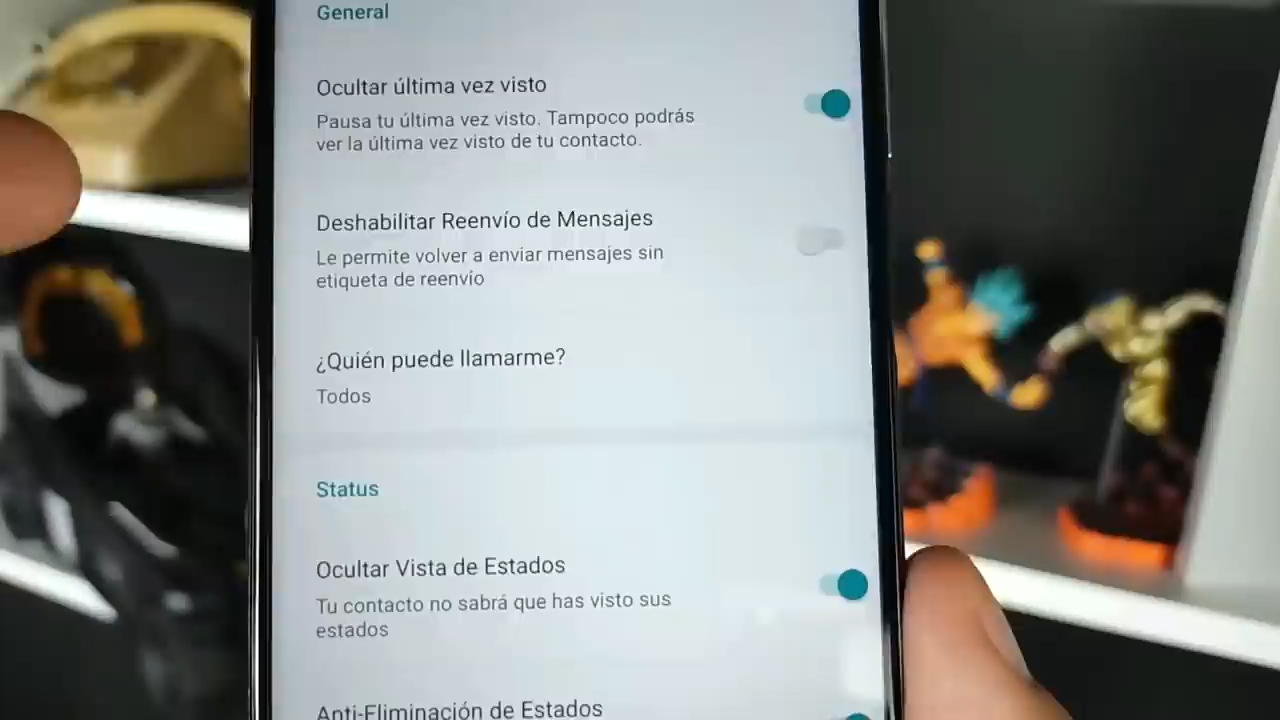 General
Ocultar última vez visto
Pausa tu última vez visto. Tampoco podrás
ver la última vez visto de tu contacto.
Deshabilitar Reenvío de Mensajes
Le permite volver a enviar mensajes sin
etiqueta de reenvío
¿Quién puede llamarme?
Todos
Status
Ocultar Vista de Estados
Tu contacto no sabrá que has visto sus
estados
Anti-Eliminación de Estados